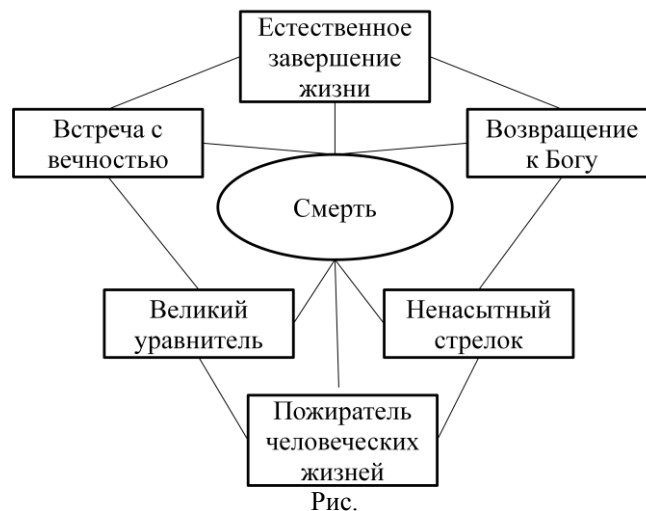 Естественное
завершение
жизни
Встреча с
вечностью
Возвращение
к Богу
Смерть
Великий
уравнитель
Ненасытный
стрелок
Пожиратель
человеческих
жизней
Рис.